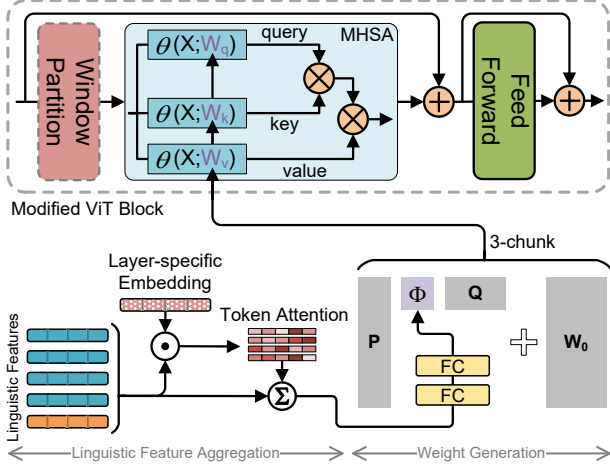 Window
Partition
θ(X;Wq)
θ(X;Wk)
θ(X;Wv)
query
key
value
MHSA
Feed
Forward
Modified ViT Block
3-chunk
Layer-specific
Embedding
Token Attention
Linguistic Features
Σ
P
Φ
Q
FC
FC
W₀
Linguistic Feature Aggregation
Weight Generation